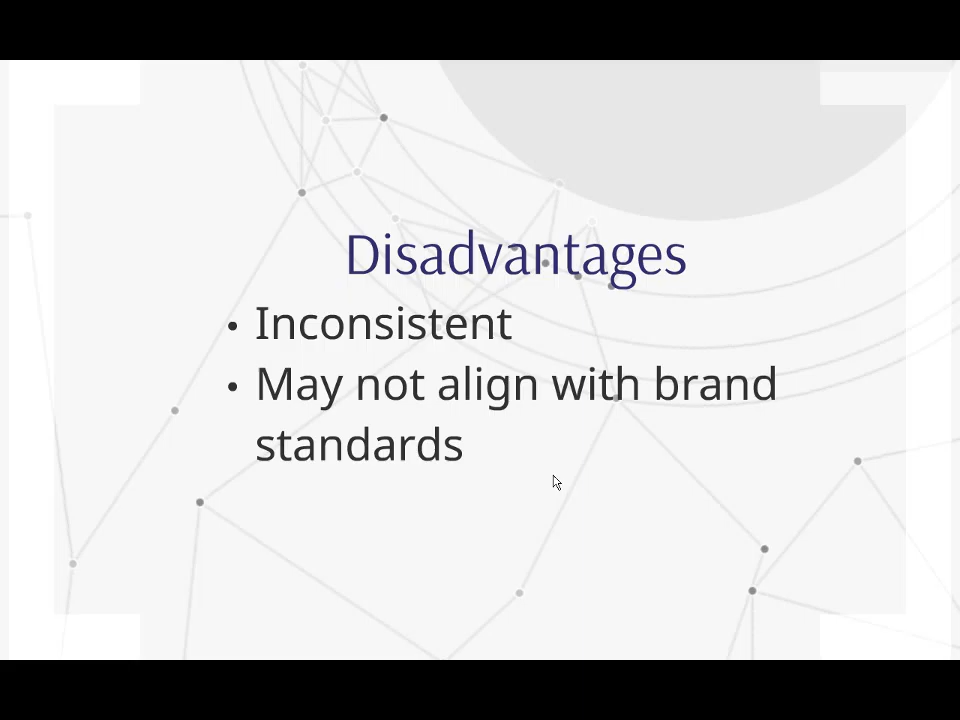 Disadvantages
• Inconsistent
• May not align with brand
standards